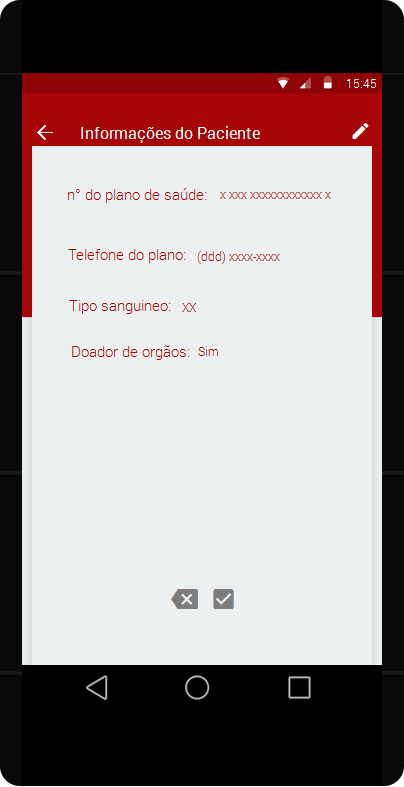 15:45
Informações do Paciente
n° do plano de saúde: x xxx xxxxxxxxxxxx x
Telefone do plano: (ddd) xxxx-xxxx
Tipo sanguineo: XX
Doador de orgãos: Sim